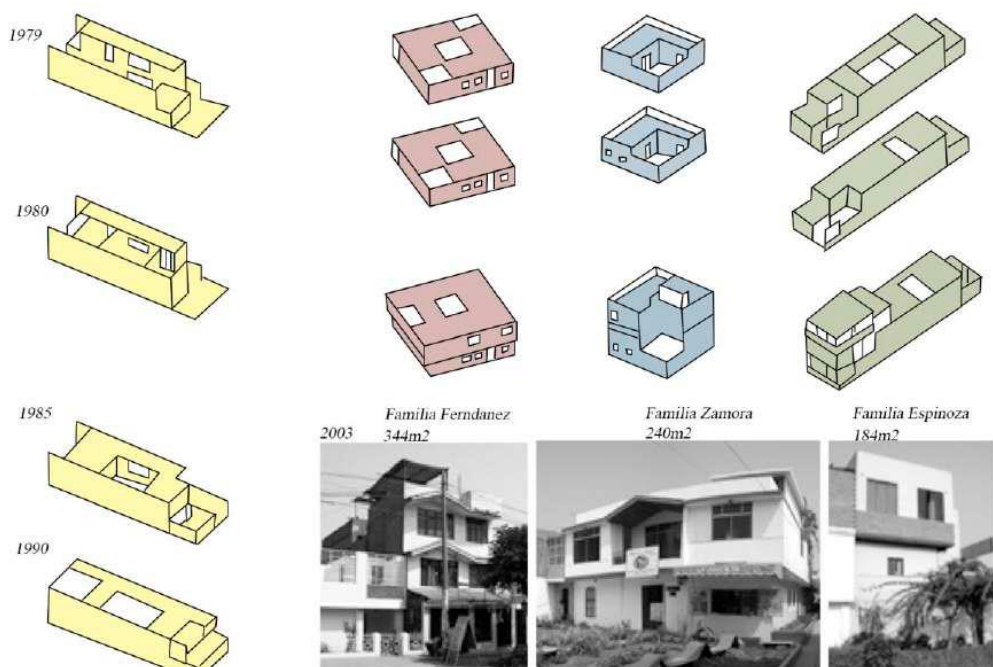 1979
1980
1985
1990
Familia Ferndanez
2003 344m2
Familia Zamora
240m2
Familia Espinoza
184m2